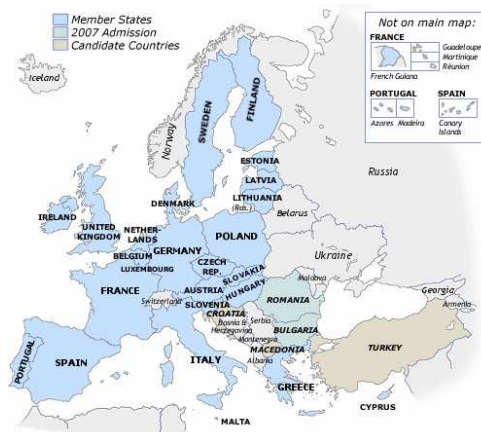 Member States
2007 Admission
Candidate Countries
Not on main map:
FRANCE
Guadeloupe
Martinique
Réunion
French Guiana
PORTUGAL
SPAIN
Azores
Madeira
Canary
Islands
Iceland
Norway
SWEDEN
FINLAND
Russia
ESTONIA
LATVIA
LITHUANIA
(Rus.)
DENMARK
Belarus
IRELAND
UNITED
KINGDOM
NETHER-
LANDS
POLAND
GERMANY
BELGIUM
LUXEMBOURG
CZECH
REP.
Ukraine
SLOVAKIA
Moldova
FRANCE
AUSTRIA
HUNGARY
Switzerland
SLOVENIA
ROMANIA
Georgia
Armenia
CROATIA
Bosnia &
Herzegovina
Serbia
Montenegro
BULGARIA
MACEDONIA
Albania
TURKEY
PORTUGAL
SPAIN
ITALY
GREECE
CYPRUS
MALTA